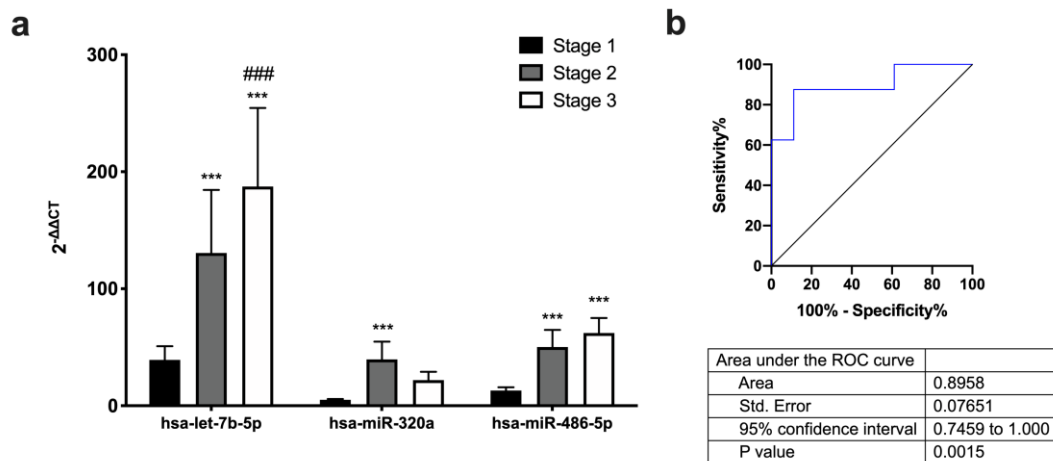 a
300
200
100
0
2-ΔΔCT
Stage 1
Stage 2
Stage 3
***
###
***
***
***
***
hsa-let-7b-5p
hsa-miR-320a
hsa-miR-486-5p
b
100
80
60
40
20
0
Sensitivity%
0 20 40 60 80 100
100% - Specificity%
Area under the ROC curve
Area 0.8958
Std. Error 0.07651
95% confidence interval 0.7459 to 1.000
P value 0.0015